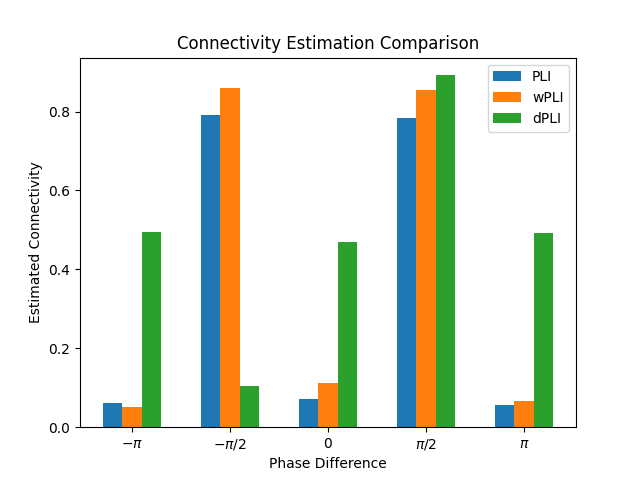 Connectivity Estimation Comparison
PLI
wPLI
dPLI
Estimated Connectivity
0.8
0.6
0.4
0.2
0.0
−π −π/2 0 π/2 π
Phase Difference